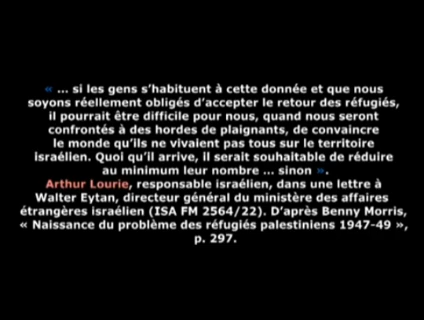 « ... si les gens s'habituent à cette donnée et que nous
soyons réellement obligés d'accepter le retour des réfugiés,
il pourrait être difficile pour nous, quand nous seront
confrontés à des hordes de plaignants, de convaincre
le monde qu'ils ne vivaient pas tous sur le territoire
israélien. Quoi qu'il arrive, il serait souhaitable de réduire
au minimum leur nombre ... sinon ».
Arthur Lourie, responsable israélien, dans une lettre à
Walter Eytan, directeur général du ministère des affaires
étrangères israélien (ISA FM 2564/22). D'après Benny Morris,
« Naissance du problème des réfugiés palestiniens 1947-49 »,
p. 297.